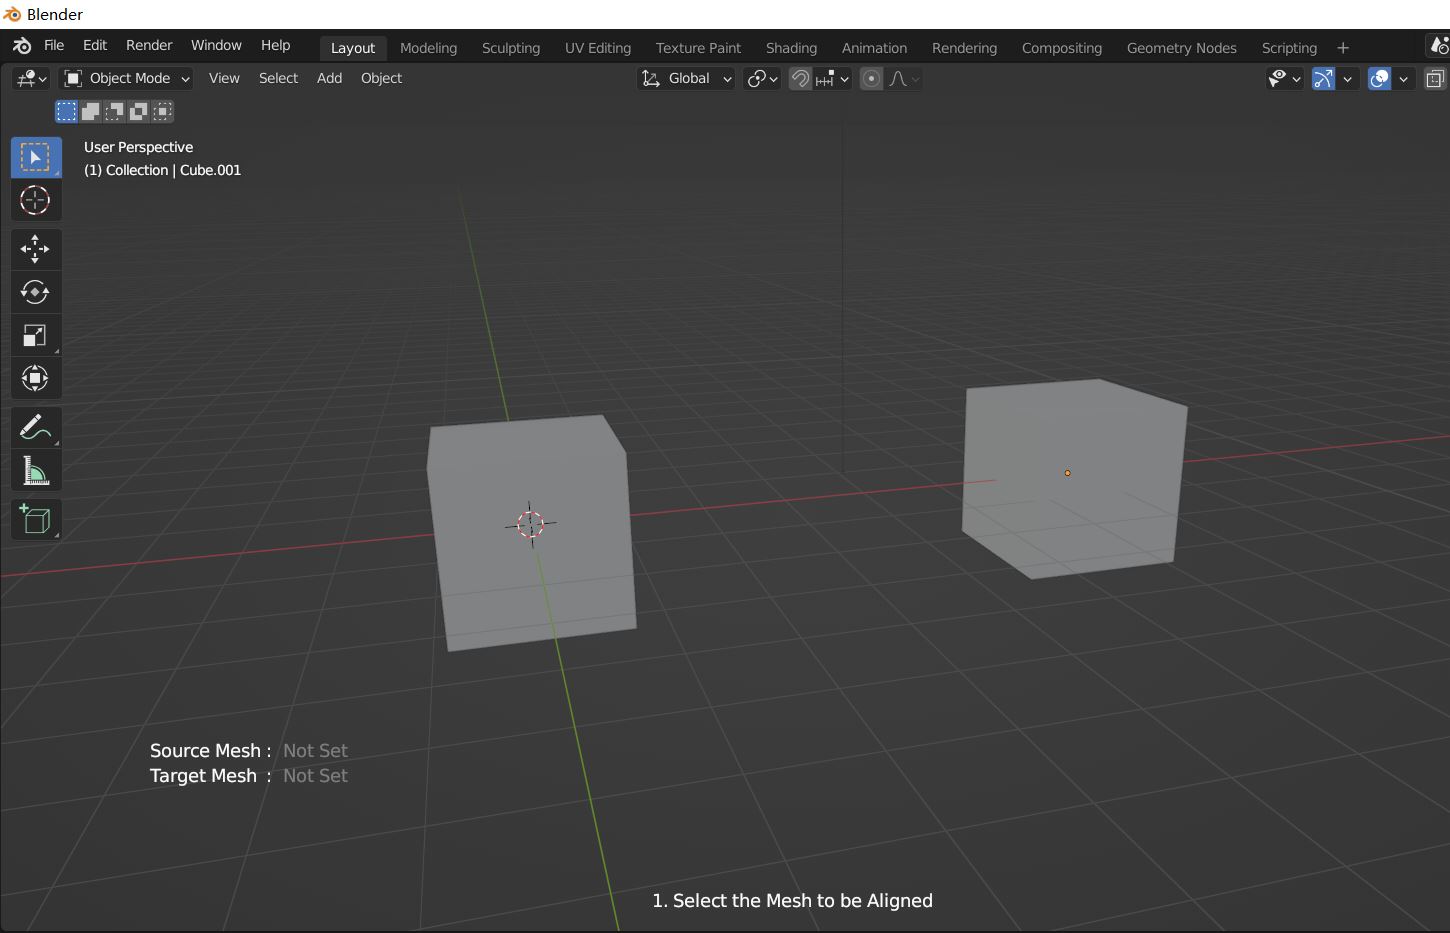 Blender
File Edit Render Window Help Layout Modeling Sculpting UV Editing Texture Paint Shading Animation Rendering Compositing Geometry Nodes Scripting +
Object Mode View Select Add Object Global
User Perspective
(1) Collection | Cube.001
Source Mesh : Not Set
Target Mesh : Not Set
1. Select the Mesh to be Aligned